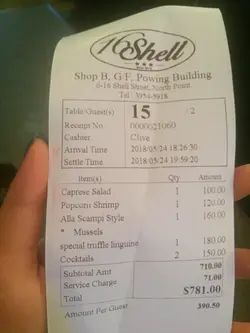 16 Shell
Shop B, G/F, Powing Building
6-16 Shell Street, North Point
Tel 3954-5918
Table/Guest(s) 15 / 2
Receipt No. 0000021060
Cashier Clive
Arrival Time 2018/05/24 18:26:30
Settle Time 2018/05/24 19:59:20
Item(s) Qty Amount
Caprese Salad 1 100.00
Popcorn Shrimp 1 120.00
Alla Scampi Style 1 160.00
* Mussels
special truffle linguine 1 180.00
Cocktails 2 150.00
Subtotal Amt 710.00
Service Charge 71.00
Total $781.00
Amount Per Guest 390.50